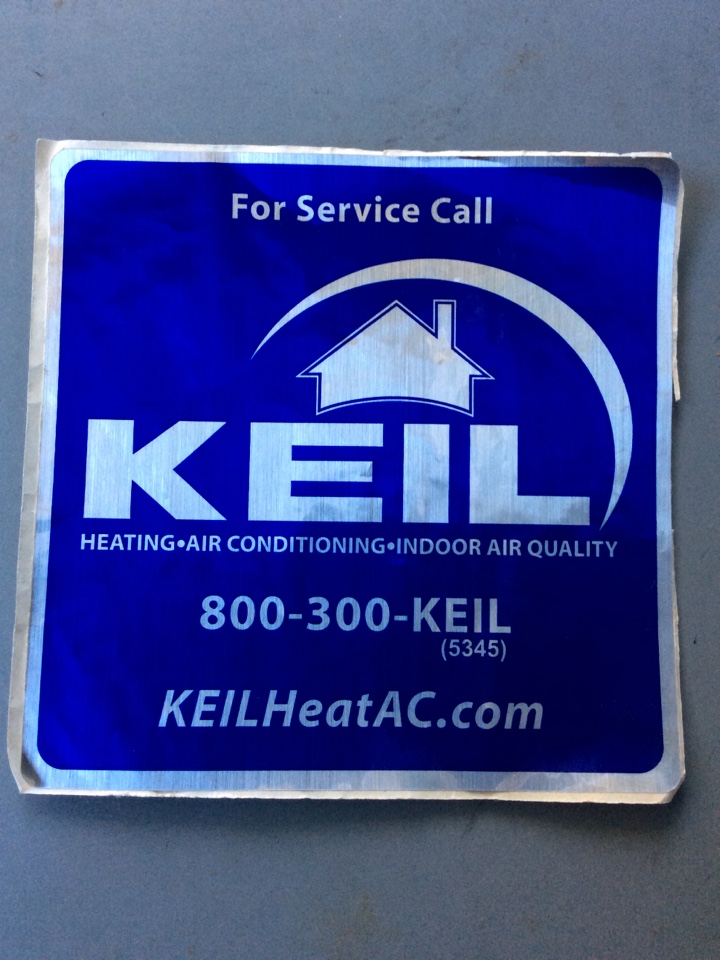 For Service Call
KEIL
HEATING•AIR CONDITIONING•INDOOR AIR QUALITY
800-300-KEIL
(5345)
KEILHeatAC.com